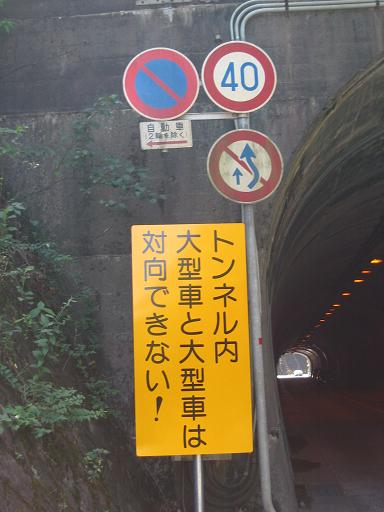 40
自動車
(2輪を除く)
トンネル内
大型車と大型車は
対向できない!